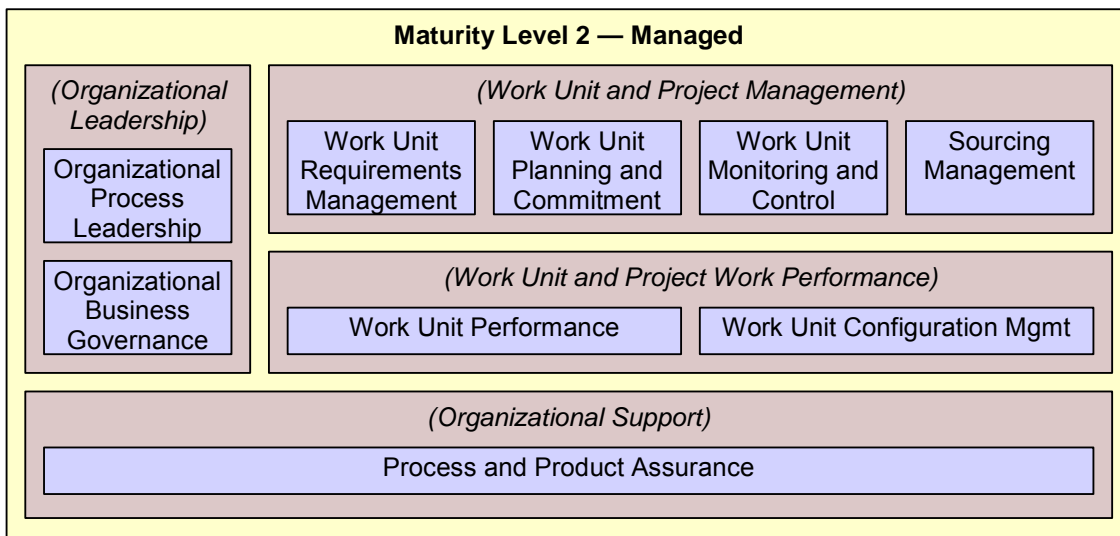 Maturity Level 2 — Managed
(Organizational
Leadership)
Organizational
Process
Leadership
Organizational
Business
Governance
(Work Unit and Project Management)
Work Unit
Requirements
Management
Work Unit
Planning and
Commitment
Work Unit
Monitoring and
Control
Sourcing
Management
(Work Unit and Project Work Performance)
Work Unit Performance
Work Unit Configuration Mgmt
(Organizational Support)
Process and Product Assurance